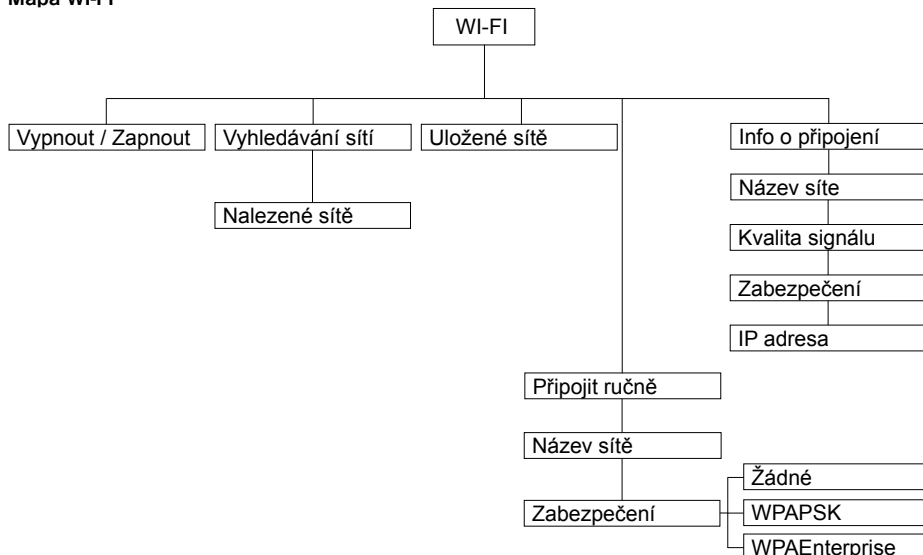 Mapa WI-FI
WI-FI
Vypnout / Zapnout
Vyhledávání sítí
Uložené sítě
Info o připojení
Nalezené sítě
Název síte
Kvalita signálu
Zabezpečení
IP adresa
Připojit ručně
Název sítě
Zabezpečení
Žádné
WPAPSK
WPAEnterprise